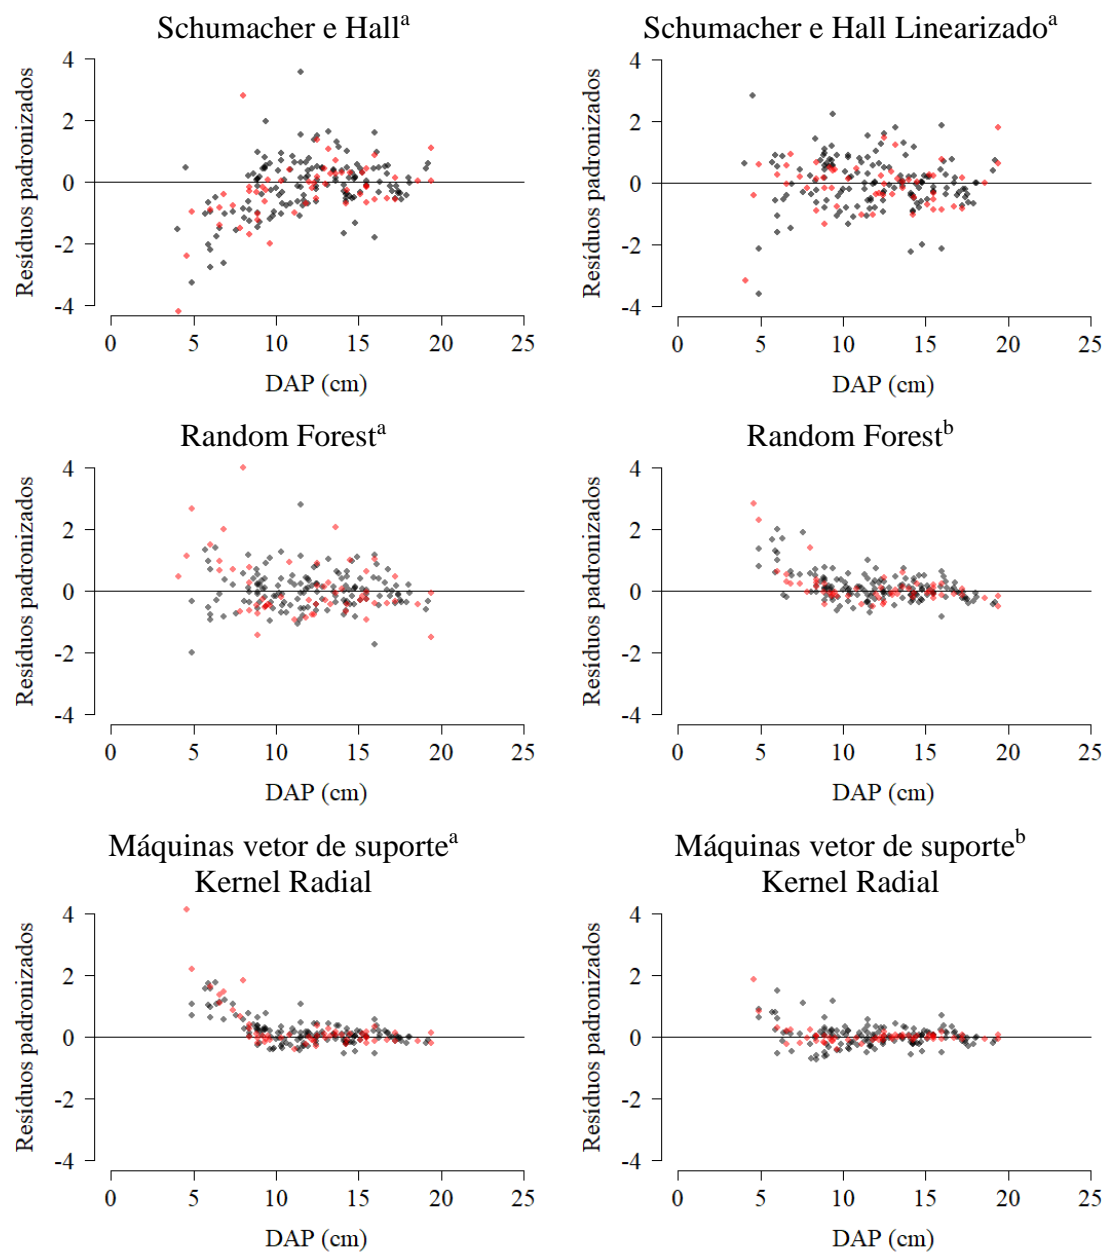 Schumacher e Hallᵃ
Schumacher e Hall Linearizadoᵃ
Resíduos padronizados
4
2
0
-2
-4
0 5 10 15 20 25
DAP (cm)
Resíduos padronizados
4
2
0
-2
-4
0 5 10 15 20 25
DAP (cm)
Random Forestᵃ
Random Forestᵇ
Resíduos padronizados
4
2
0
-2
-4
0 5 10 15 20 25
DAP (cm)
Resíduos padronizados
4
2
0
-2
-4
0 5 10 15 20 25
DAP (cm)
Máquinas vetor de suporteᵃ
Kernel Radial
Máquinas vetor de suporteᵇ
Kernel Radial
Resíduos padronizados
4
2
0
-2
-4
0 5 10 15 20 25
DAP (cm)
Resíduos padronizados
4
2
0
-2
-4
0 5 10 15 20 25
DAP (cm)